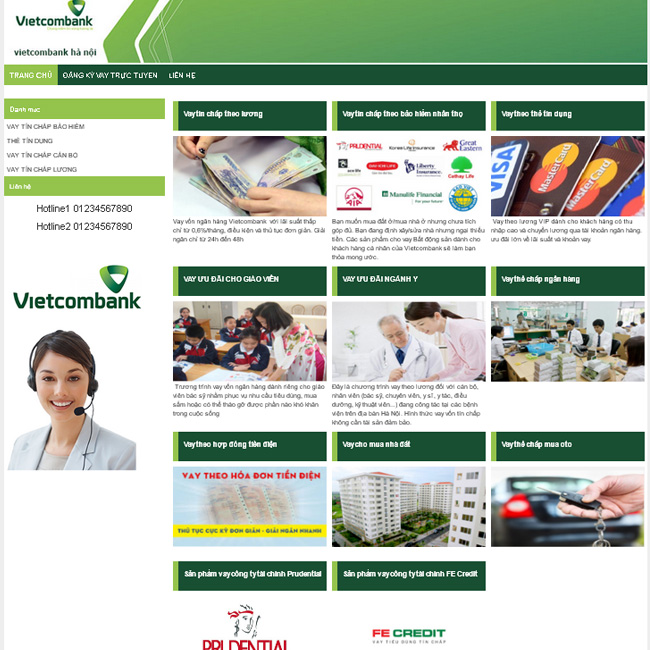 Vietcombank
vietcombank hà nội
TRANG CHỦ ĐĂNG KÝ VAY TRỰC TUYẾN LIÊN HỆ
Danh mục
VAY TÍN CHẤP BẢO HIỂM
THẺ TÍN DỤNG
VAY TÍN CHẤP CÁN BỘ
VAY TÍN CHẤP LƯƠNG
Liên hệ
Hotline1 01234567890
Hotline2 01234567890
Vietcombank
Vay tín chấp theo lương
Vay vốn ngân hàng Vietcombank với lãi suất thấp
chỉ từ 0,6%/tháng, điều kiện và thủ tục đơn giản. Giải
ngân chỉ từ 24h đến 48h
Vay tín chấp theo bảo hiểm nhân thọ
PRUDENTIAL
Korea Life Insurance
Great Eastern
Liberty Insurance
Cathay Life
AIA
Manulife Financial
For your future
BẢO VIỆT
Bạn muốn mua đất ở/mua nhà ở nhưng chưa tích
góp đủ. Bạn đang định xây/sửa nhà nhưng ngại thiếu
tiền. Các sản phẩm cho vay Bất động sản dành cho
khách hàng cá nhân của Vietcombank sẽ làm bạn
thỏa mong ước.
Vay theo thẻ tín dụng
VISA
MasterCard
MasterCard
Vay theo lương VIP dành cho khách hàng có thu
nhập cao và chuyển lương qua tài khoản ngân hàng.
ưu đãi lớn về lãi suất và khoản vay.
VAY ƯU ĐÃI CHO GIÁO VIÊN
Trương trình vay vốn ngân hàng dành riêng cho giáo
viên bác sỹ nhằm phục vụ nhu cầu tiêu dùng, mua
sắm hoặc có thể tháo gỡ được phần nào khó khăn
trong cuộc sống
VAY ƯU ĐÃI NGÀNH Y
Đây là chương trình vay theo lương đối với cán bộ,
nhân viên (bác sỹ, chuyên viên, y sĩ, y tác, điều
dưỡng, kỹ thuật viên...) đang công tác tại các bệnh
viện trên địa bàn Hà Nội. Hình thức vay vốn tín chấp
không cần tài sản đảm bảo.
Vay thế chấp ngân hàng
Vay theo hợp đồng tiền điện
VAY THEO HÓA ĐƠN TIỀN ĐIỆN
THỦ TỤC CỰC KỲ ĐƠN GIẢN - GIẢI NGÂN NHANH
Vay cho mua nhà đất
Vay thế chấp mua oto
Sản phẩm vay công ty tài chính Prudential
PRUDENTIAL
Sản phẩm vay công ty tài chính FE Credit
FE CREDIT
VAY TIÊU DÙNG TÍN CHẤP